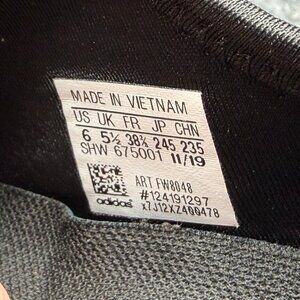 MADE IN VIETNAM
US UK FR JP CHN
6 5½ 38⅔ 245 235
SHW 675001 11/19
ART FW8048
#124191297
x7J12XZ400478
adidas